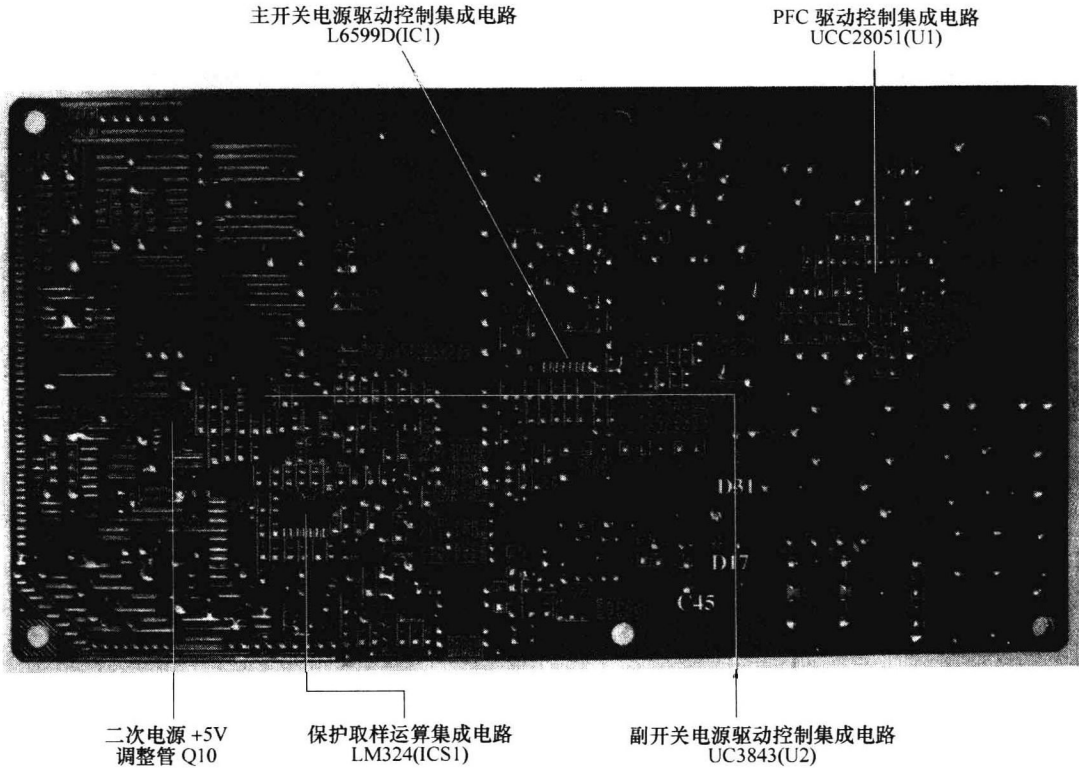 主开关电源驱动控制集成电路
L6599D(IC1)
PFC 驱动控制集成电路
UCC28051(U1)
D31
D17
C45
二次电源 +5V
调整管 Q10
保护取样运算集成电路
LM324(ICS1)
副开关电源驱动控制集成电路
UC3843(U2)